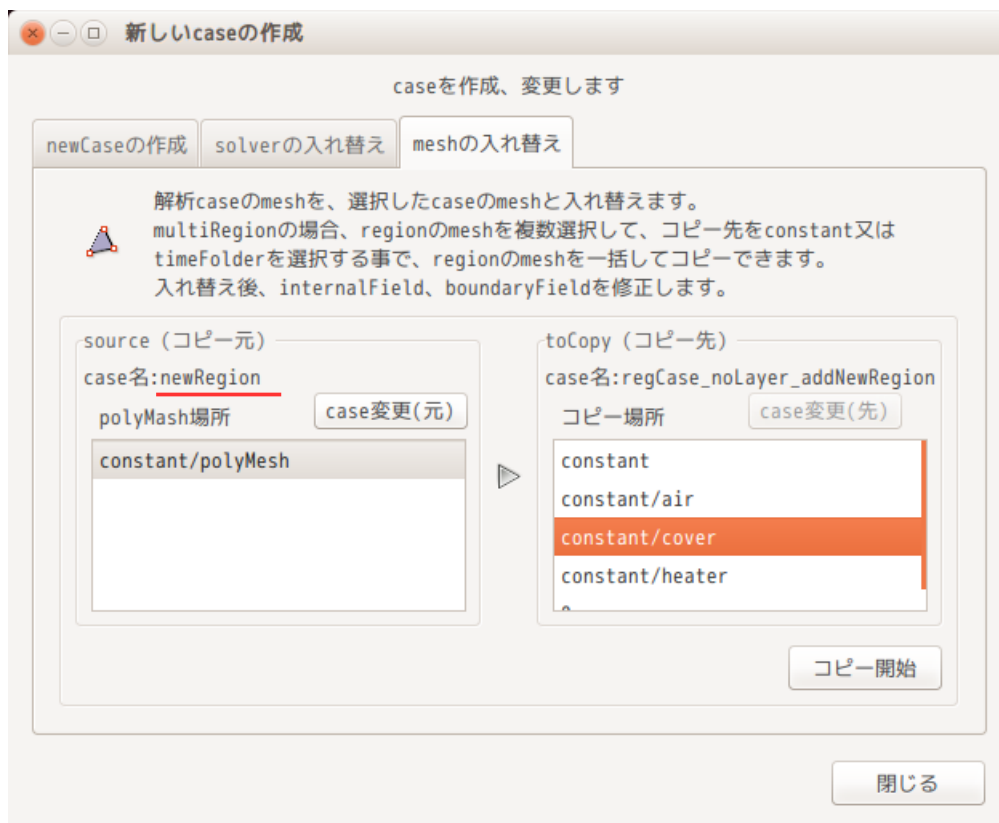 新しいcaseの作成
caseを作成、変更します
newCaseの作成
solverの入れ替え
meshの入れ替え
解析caseのmeshを、選択したcaseのmeshと入れ替えます。
multiRegionの場合、regionのmeshを複数選択して、コピー先をconstant又は
timeFolderを選択する事で、regionのmeshを一括してコピーできます。
入れ替え後、internalField、boundaryFieldを修正します。
source (コピー元)
case名:newRegion
polyMash場所
case変更(元)
constant/polyMesh
toCopy (コピー先)
case名:regCase_noLayer_addNewRegion
コピー場所
case変更(先)
constant
constant/air
constant/cover
constant/heater
コピー開始
閉じる